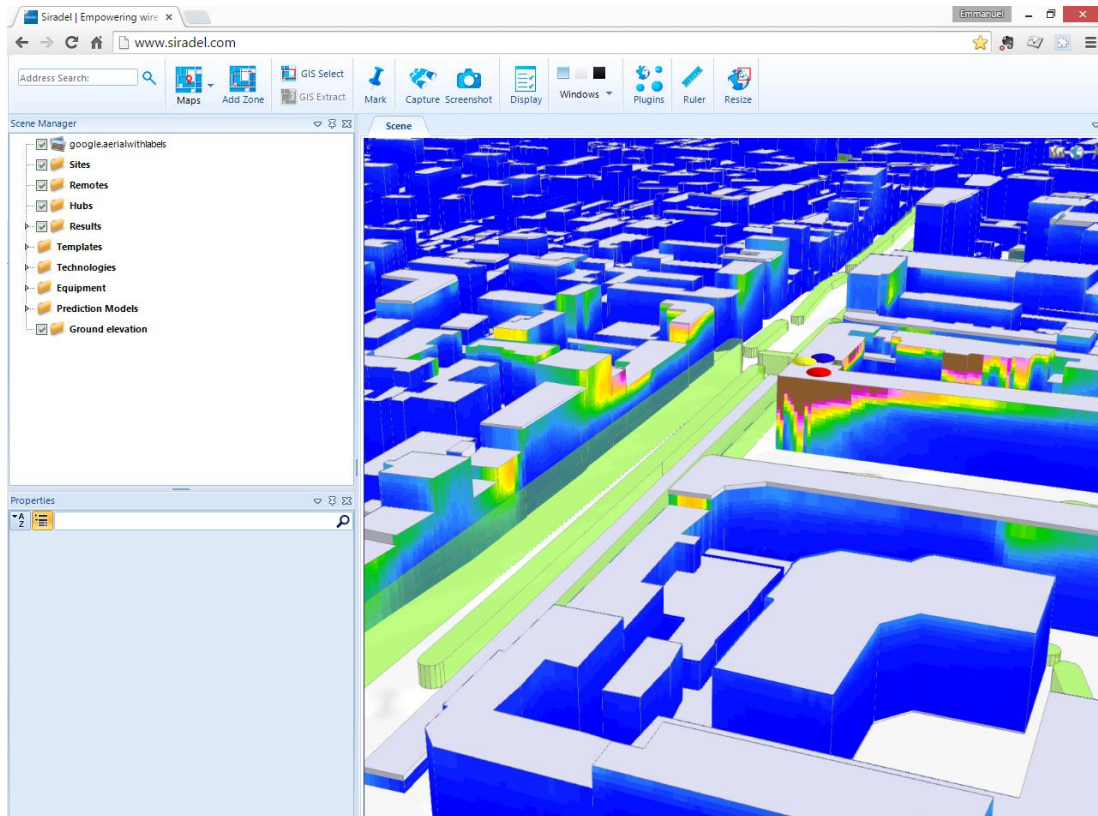 Siradel | Empowering wire
Emmanuel
www.siradel.com
Address Search:
Maps
Add Zone
GIS Select
GIS Extract
Mark
Capture
Screenshot
Display
Windows
Plugins
Ruler
Resize
Scene Manager
google.aerialwithlabels
Sites
Remotes
Hubs
Results
Templates
Technologies
Equipment
Prediction Models
Ground elevation
Properties
A
Z
Scene